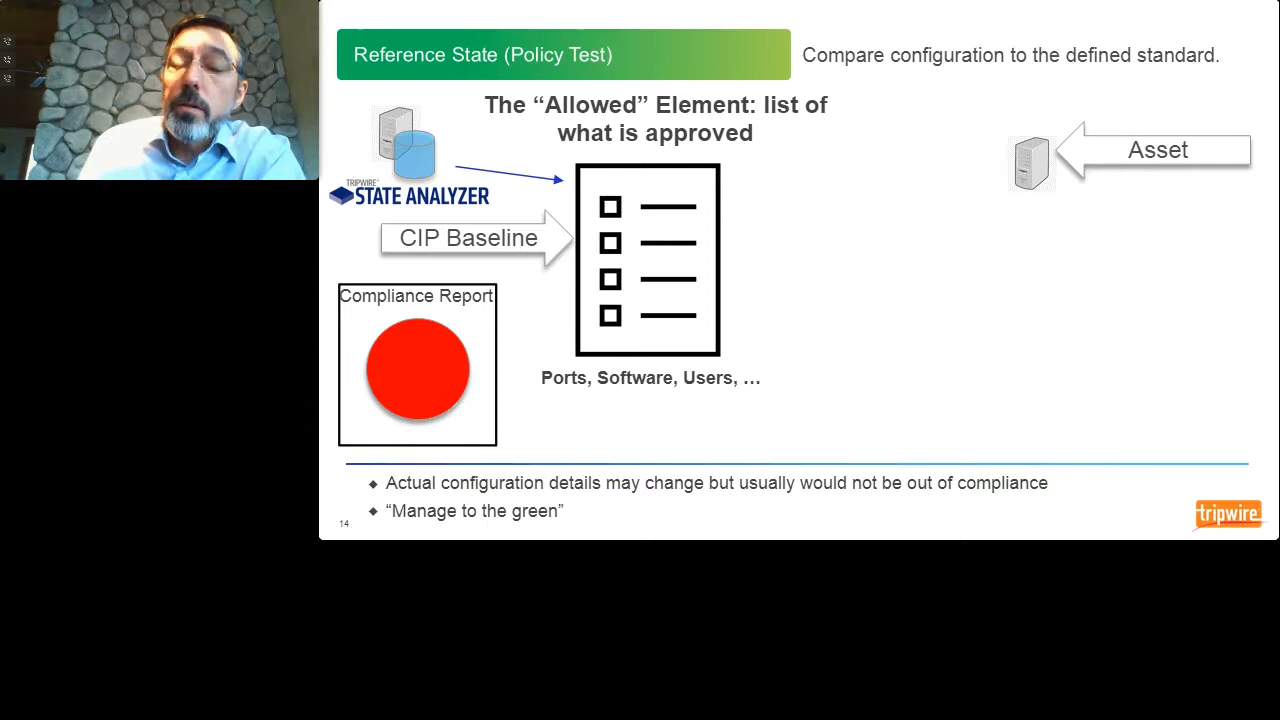 Reference State (Policy Test)
Compare configuration to the defined standard.
The “Allowed” Element: list of
what is approved
Asset
TRIPWIRE
STATE ANALYZER
CIP Baseline
Compliance Report
Ports, Software, Users, …
Actual configuration details may change but usually would not be out of compliance
“Manage to the green”
14
tripwire